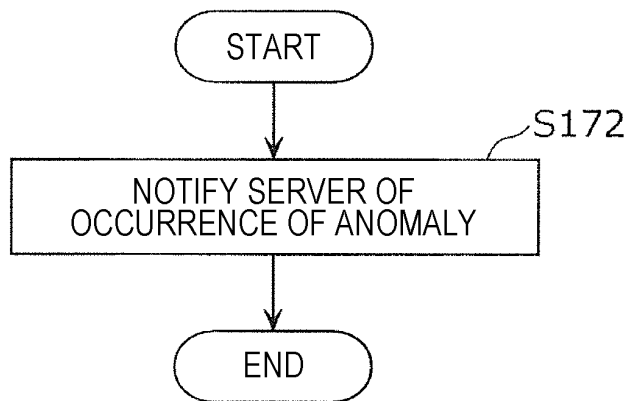 START
S172
NOTIFY SERVER OF
OCCURRENCE OF ANOMALY
END